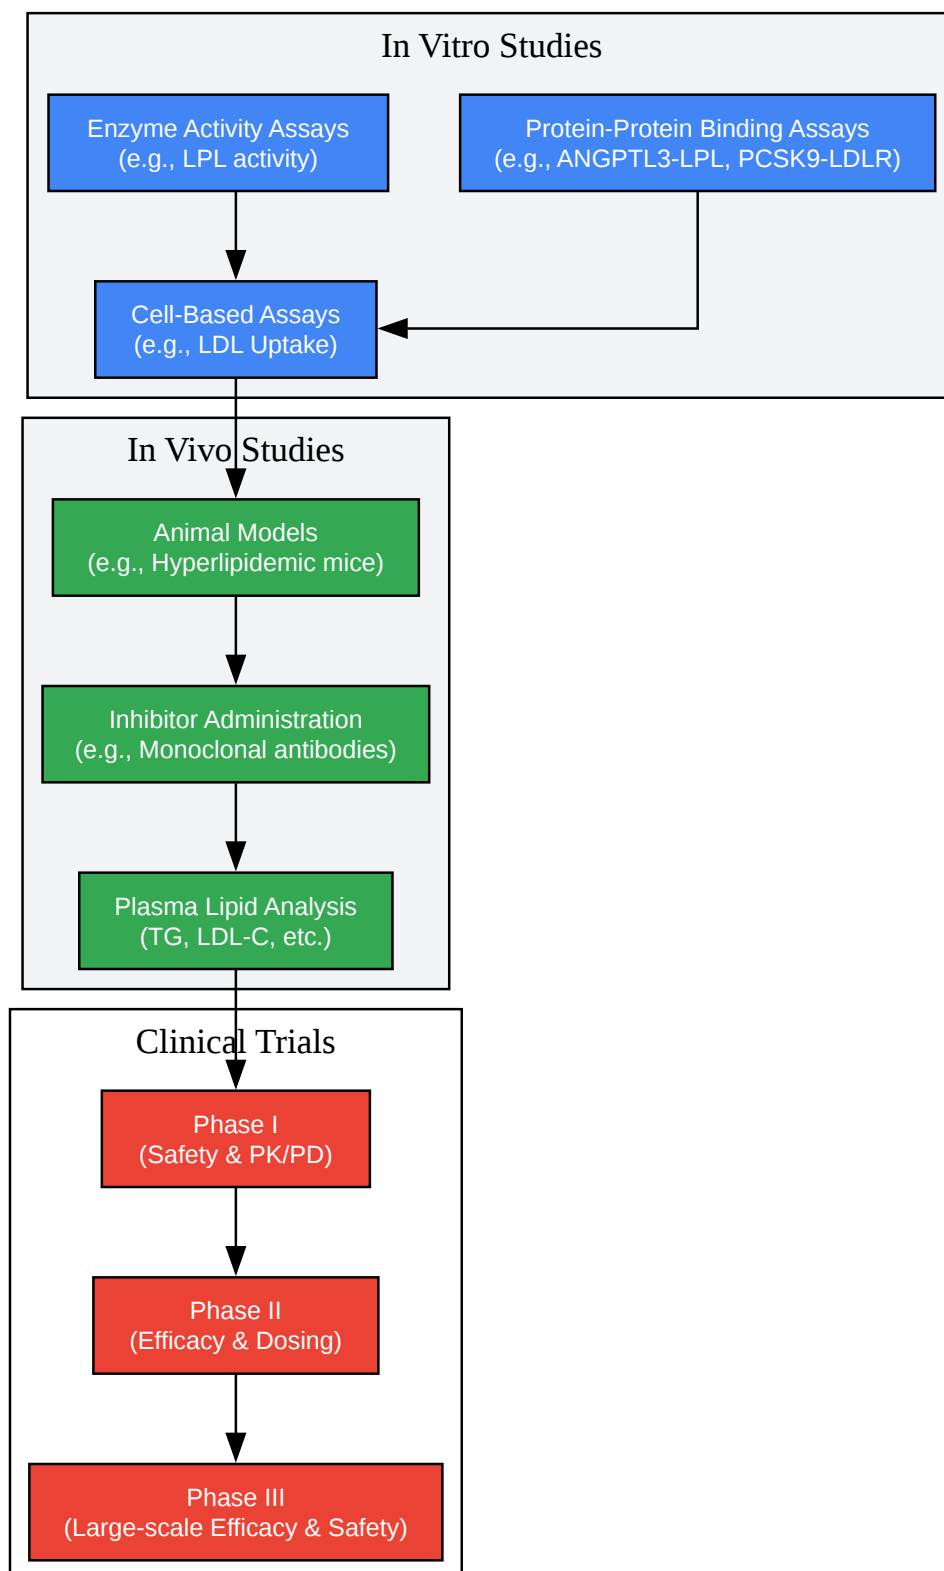 In Vitro Studies
Enzyme Activity Assays
(e.g., LPL activity)
Protein-Protein Binding Assays
(e.g., ANGPTL3-LPL, PCSK9-LDLR)
Cell-Based Assays
(e.g., LDL Uptake)
In Vivo Studies
Animal Models
(e.g., Hyperlipidemic mice)
Inhibitor Administration
(e.g., Monoclonal antibodies)
Plasma Lipid Analysis
(TG, LDL-C, etc.)
Clinical Trials
Phase I
(Safety & PK/PD)
Phase II
(Efficacy & Dosing)
Phase III
(Large-scale Efficacy & Safety)